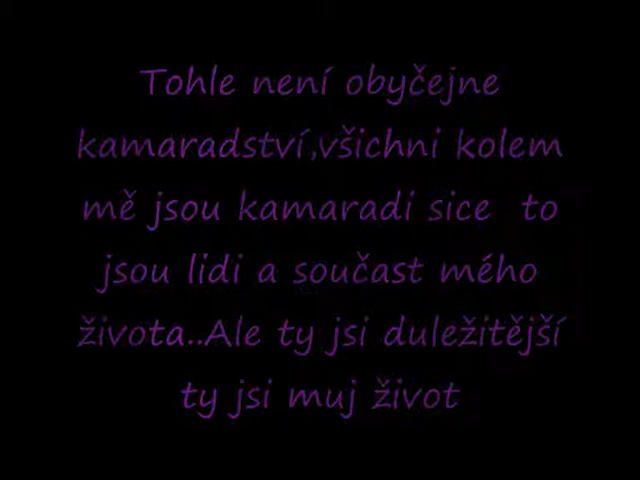 Tohle není obyčejne
kamaradství,všichni kolem
mě jsou kamaradi sice to
jsou lidi a součast mého
života..Ale ty jsi duležitější
ty jsi muj život